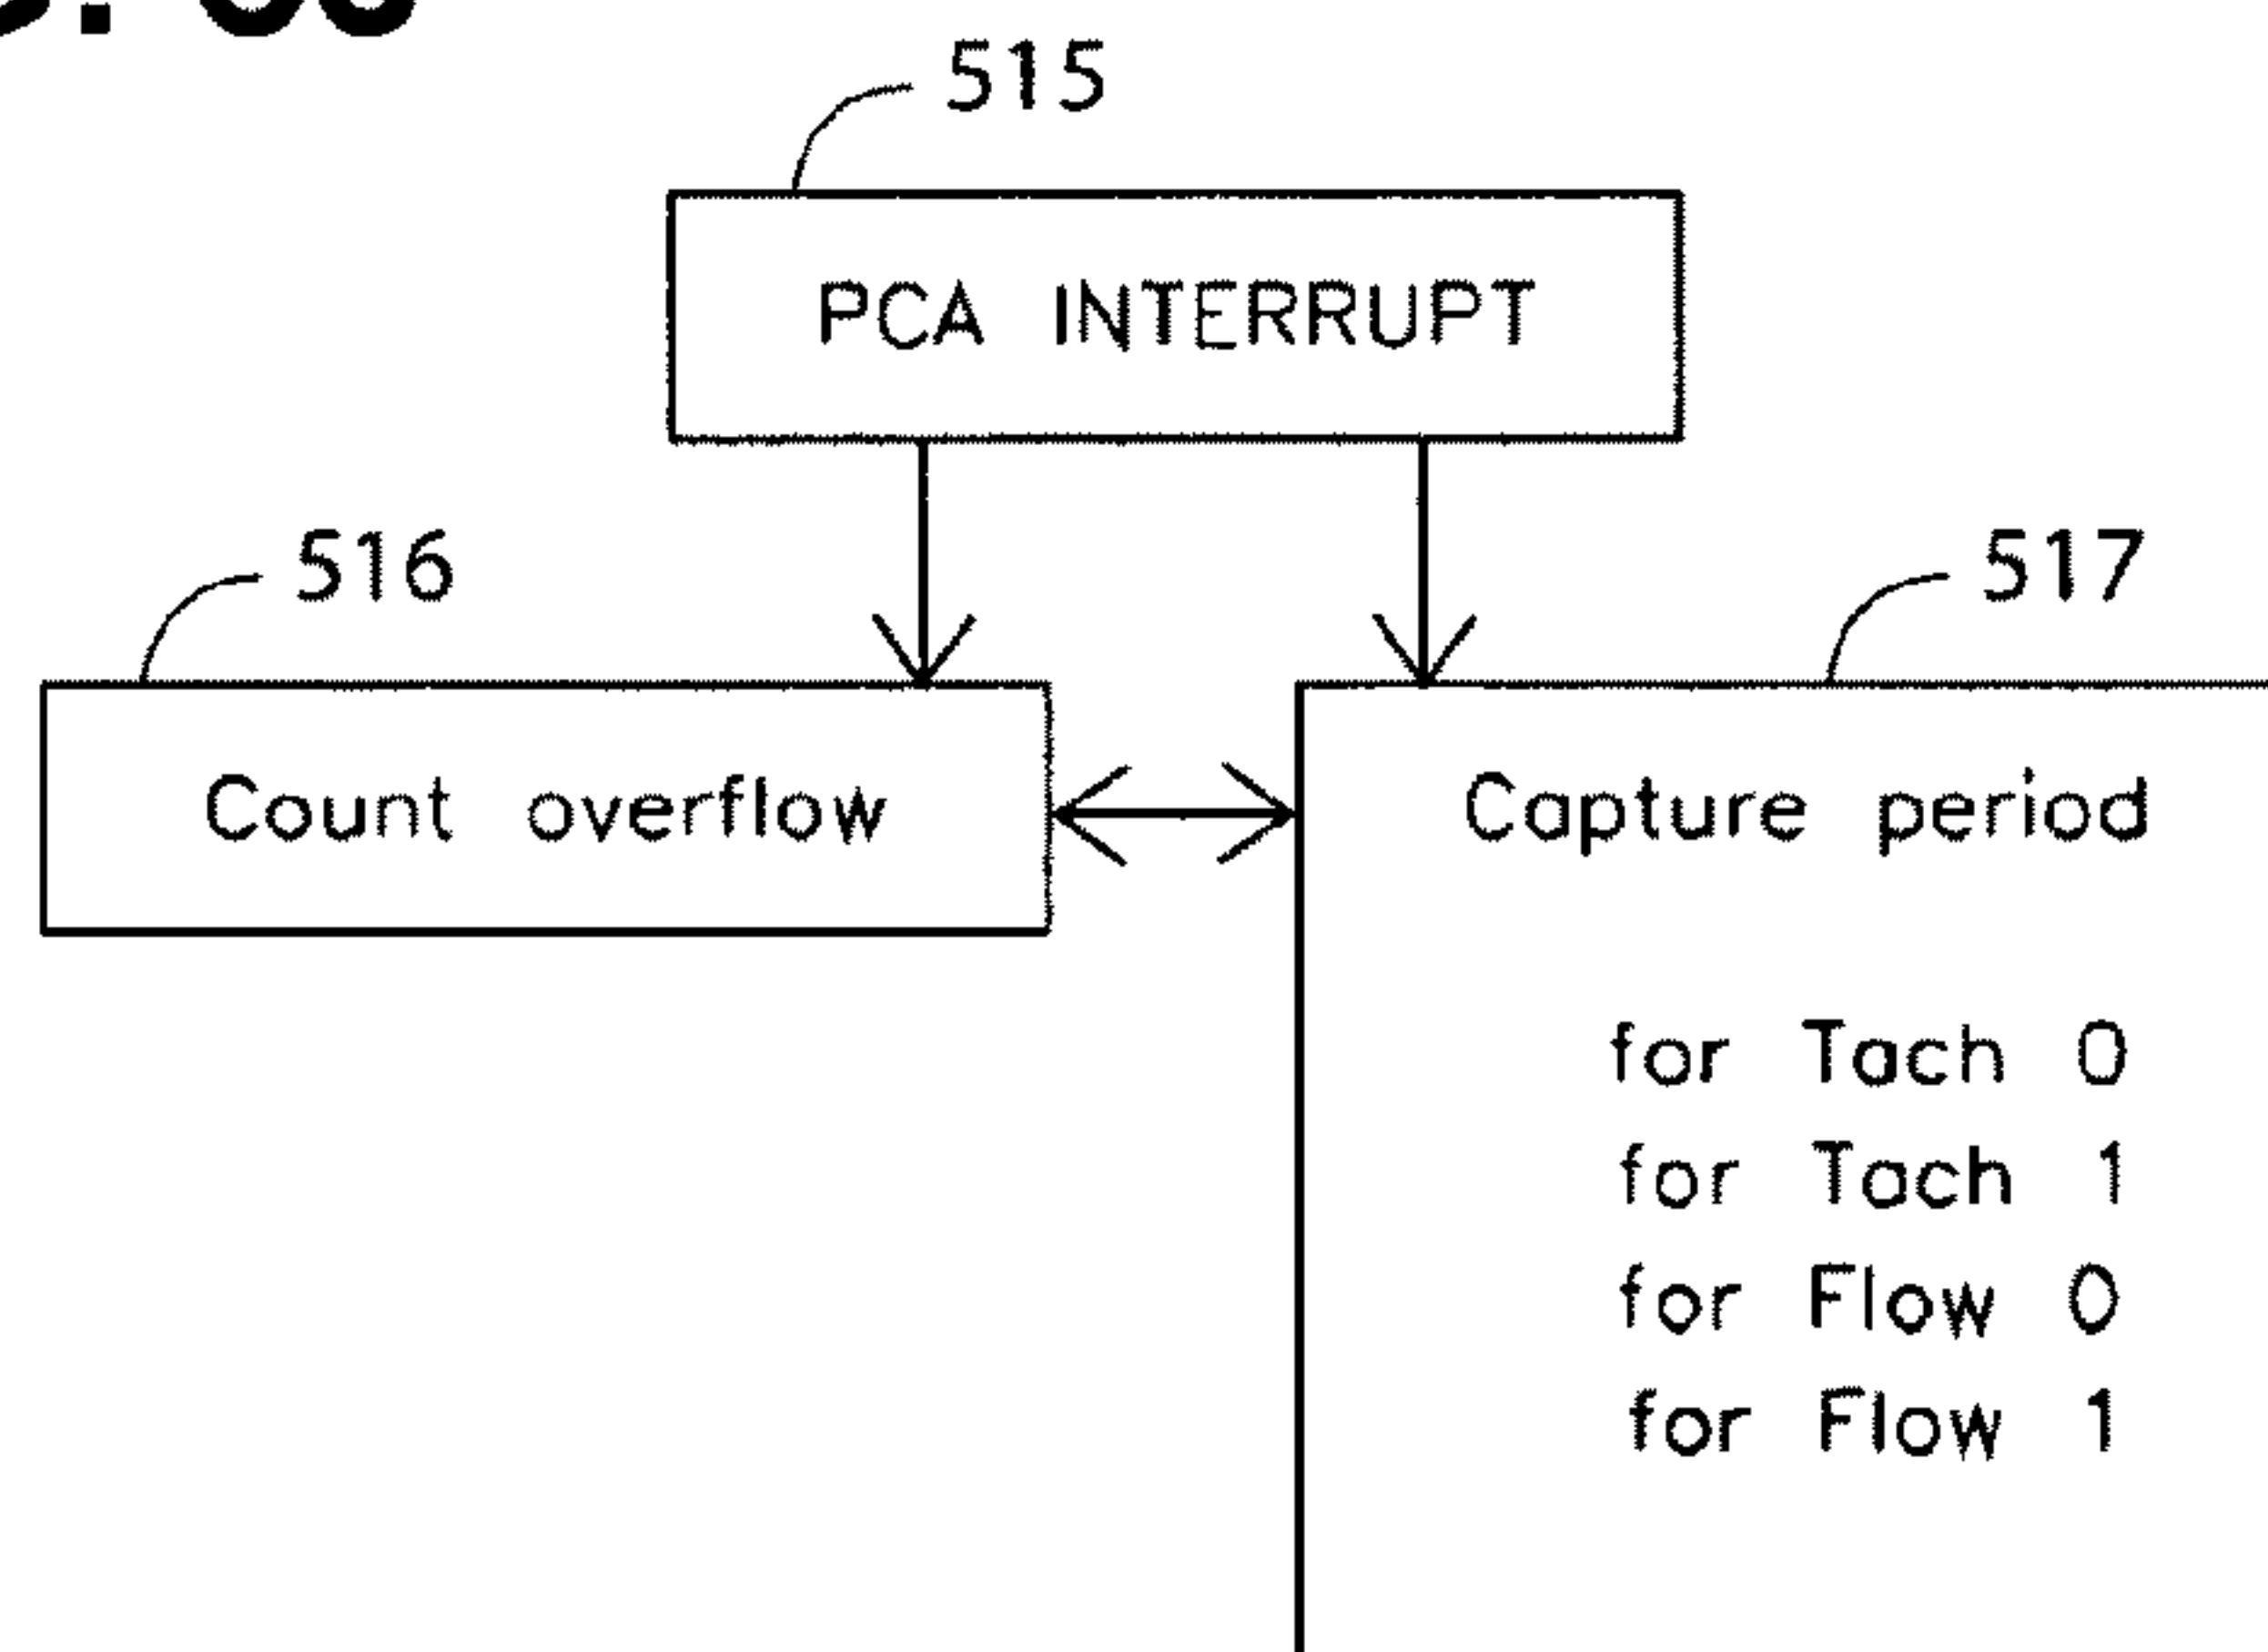 515
PCA INTERRUPT
516
517
Count overflow
Capture period
for Tach 0
for Tach 1
for Flow 0
for Flow 1